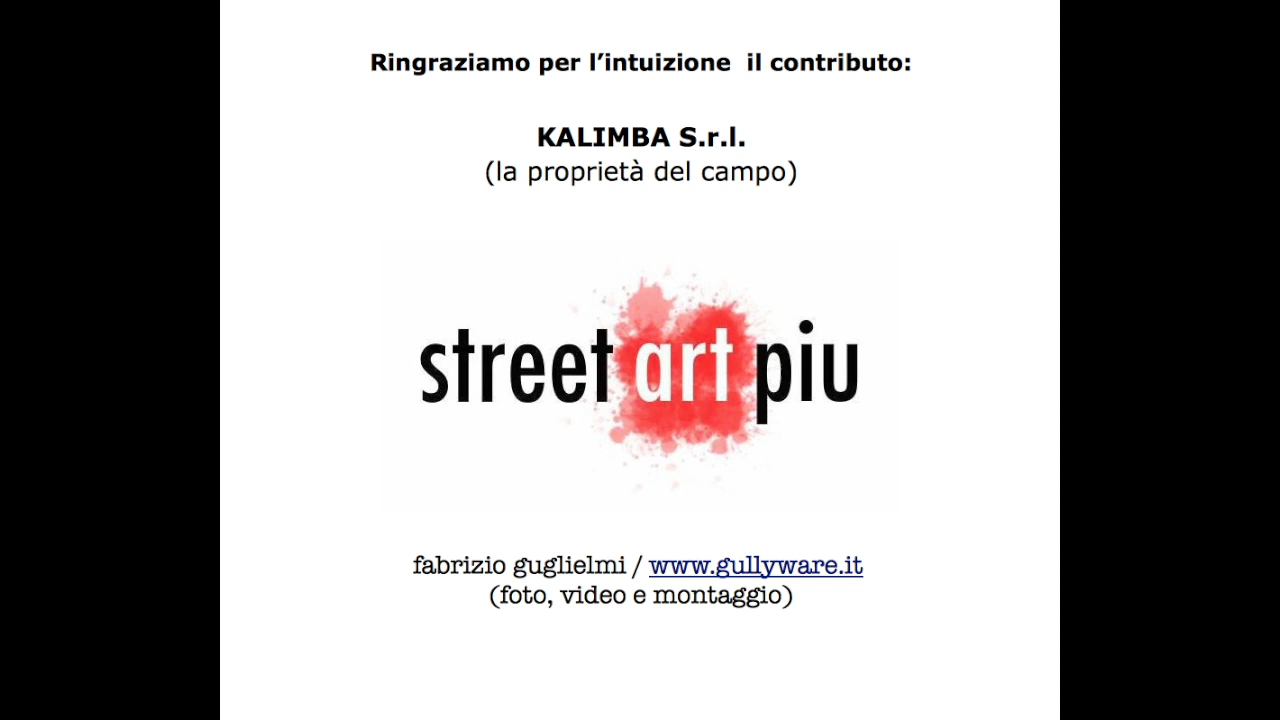 Ringraziamo per l’intuizione  il contributo:
KALIMBA S.r.l.
(la proprietà del campo)
street art piu
fabrizio guglielmi / www.gullyware.it
(foto, video e montaggio)